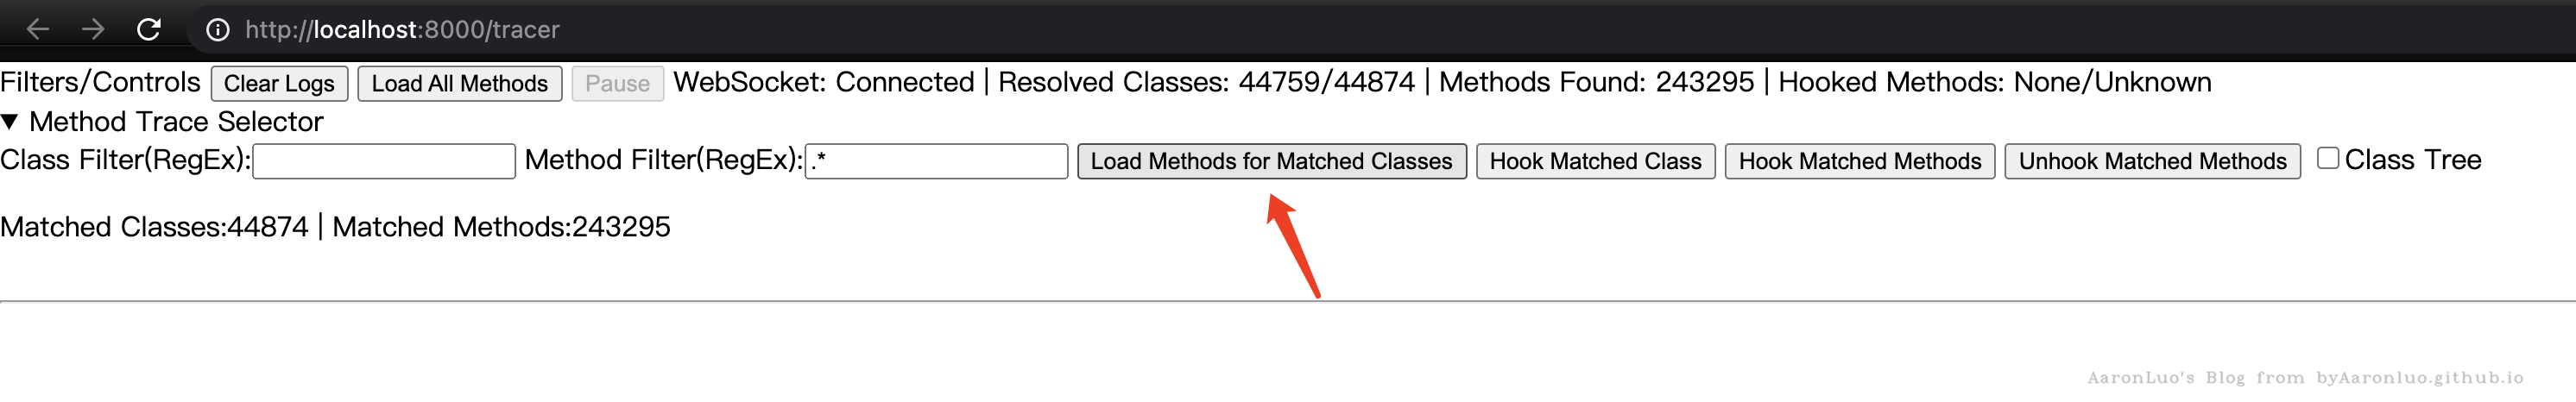 http://localhost:8000/tracer
Filters/Controls Clear Logs Load All Methods Pause WebSocket: Connected | Resolved Classes: 44759/44874 | Methods Found: 243295 | Hooked Methods: None/Unknown
▼ Method Trace Selector
Class Filter(RegEx): Method Filter(RegEx): .* Load Methods for Matched Classes Hook Matched Class Hook Matched Methods Unhook Matched Methods Class Tree
Matched Classes:44874 | Matched Methods:243295
AaronLuo's Blog from byAaronluo.github.io